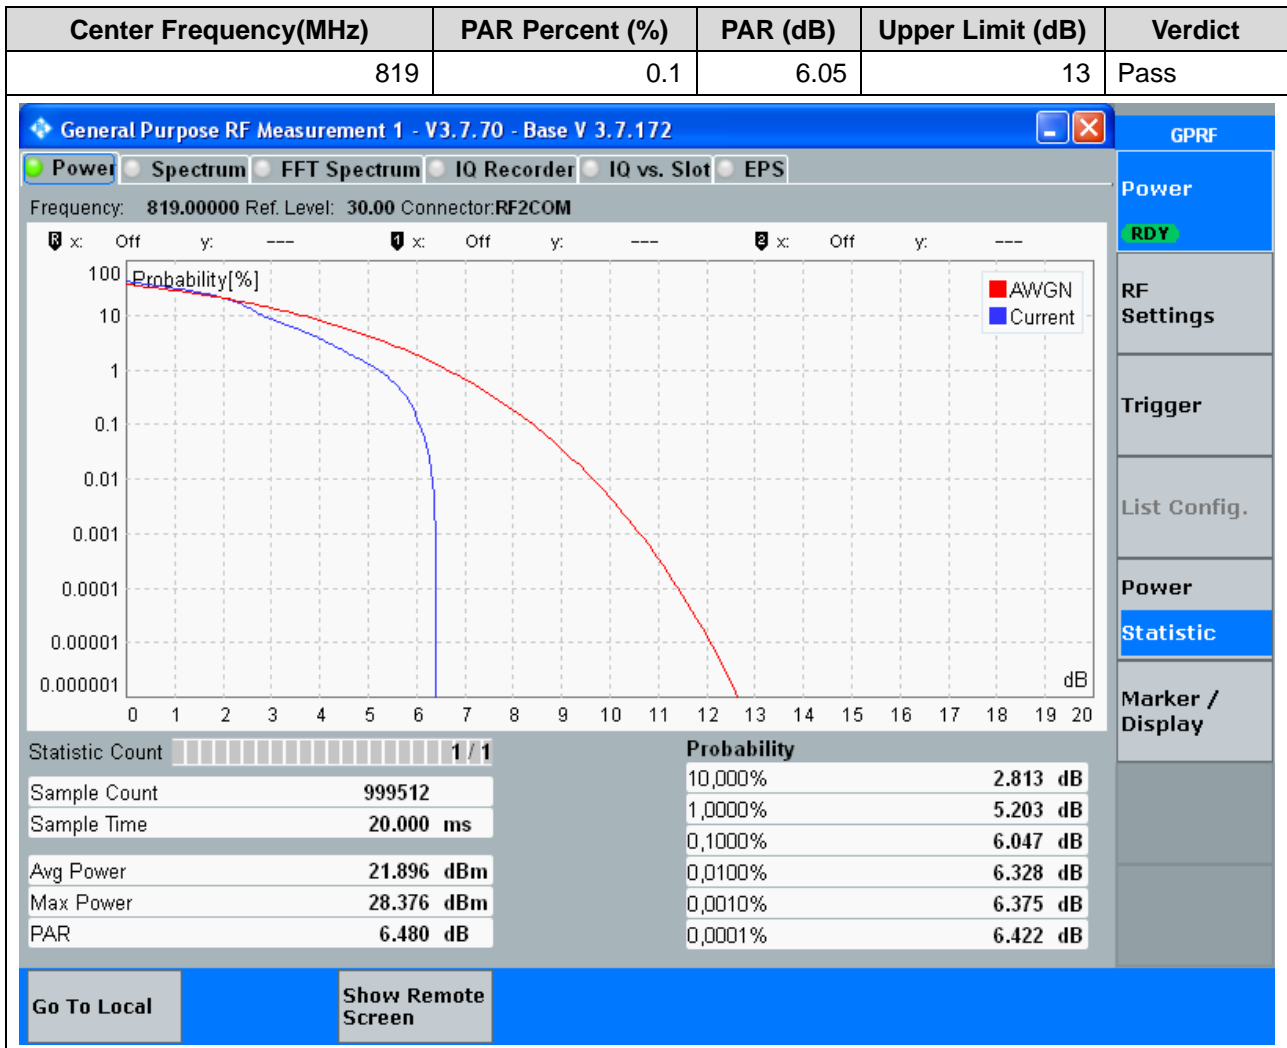 Center Frequency(MHz) PAR Percent (%) PAR (dB) Upper Limit (dB) Verdict
819 0.1 6.05 13 Pass
General Purpose RF Measurement 1 - V3.7.70 - Base V 3.7.172
GPRF
Power Spectrum FFT Spectrum IQ Recorder IQ vs. Slot EPS
Power
RDY
Frequency: 819.00000 Ref. Level: 30.00 Connector:RF2COM
R x: Off y: --- 1 x: Off y: --- 2 x: Off y: ---
Probability[%]
AWGN
Current
100
10
1
0.1
0.01
0.001
0.0001
0.00001
0.000001
dB
0 1 2 3 4 5 6 7 8 9 10 11 12 13 14 15 16 17 18 19 20
RF
Settings
Trigger
List Config.
Power
Statistic
Marker /
Display
Statistic Count 1 / 1
Sample Count 999512
Sample Time 20.000 ms
Avg Power 21.896 dBm
Max Power 28.376 dBm
PAR 6.480 dB
Probability
10,000% 2.813 dB
1,0000% 5.203 dB
0,1000% 6.047 dB
0,0100% 6.328 dB
0,0010% 6.375 dB
0,0001% 6.422 dB
Go To Local
Show Remote
Screen